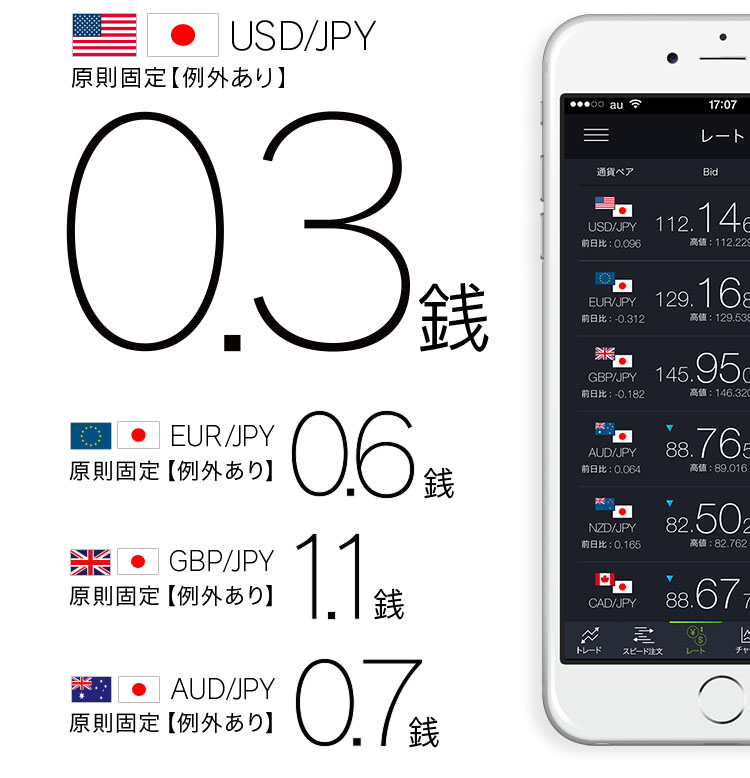 USD/JPY
原則固定【例外あり】
0.3銭
EUR/JPY
原則固定【例外あり】
0.6銭
GBP/JPY
原則固定【例外あり】
1.1銭
AUD/JPY
原則固定【例外あり】
0.7銭
au 17:07
レート
通貨ペア Bid
USD/JPY 112.146
前日比:0.096 高値:112.229
EUR/JPY 129.168
前日比:-0.312 高値:129.538
GBP/JPY 145.950
前日比:-0.182 高値:146.320
AUD/JPY 88.765
前日比:0.064 高値:89.016
NZD/JPY 82.502
前日比:0.165 高値:82.762
CAD/JPY 88.677
トレード スピード注文 レート チャー